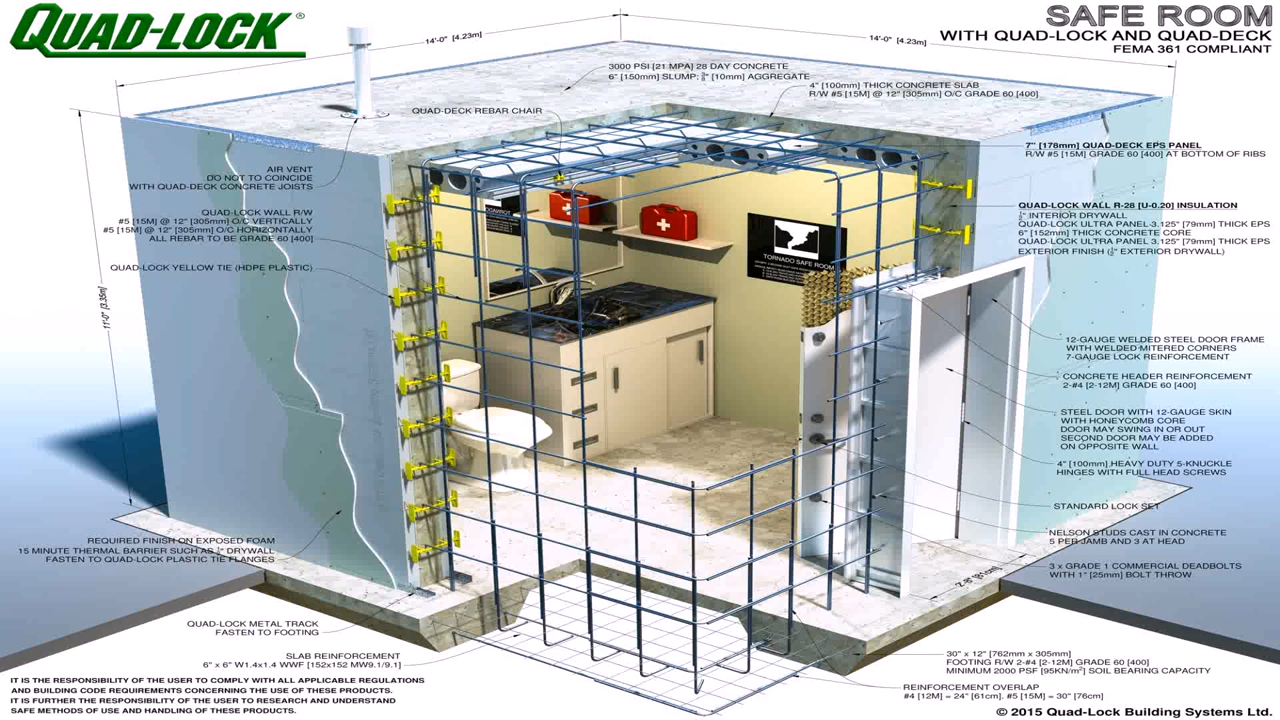 QUAD-LOCK®
SAFE ROOM
WITH QUAD-LOCK AND QUAD-DECK
FEMA 361 COMPLIANT
14'-0" [4.23m]
14'-0" [4.23m]
3000 PSI [21 MPA] 28 DAY CONCRETE
6" [150mm] SLUMP; ⅜" [10mm] AGGREGATE
4" [100mm] THICK CONCRETE SLAB
R/W #5 [15M] @ 12" [305mm] O/C GRADE 60 [400]
QUAD-DECK REBAR CHAIR
7" [178mm] QUAD-DECK EPS PANEL
R/W #5 [15M] GRADE 60 [400] AT BOTTOM OF RIBS
AIR VENT
DO NOT TO COINCIDE
WITH QUAD-DECK CONCRETE JOISTS
QUAD-LOCK WALL R/W
#5 [15M] @ 12" [305mm] O/C VERTICALLY
#5 [15M] @ 12" [305mm] O/C HORIZONTALLY
ALL REBAR TO BE GRADE 60 [400]
QUAD-LOCK WALL R-28 [U-0.20] INSULATION
½" INTERIOR DRYWALL
QUAD-LOCK ULTRA PANEL 3.125" [79mm] THICK EPS
6" [152mm] THICK CONCRETE CORE
QUAD-LOCK ULTRA PANEL 3.125" [79mm] THICK EPS
EXTERIOR FINISH (½" EXTERIOR DRYWALL)
QUAD-LOCK YELLOW TIE (HDPE PLASTIC)
TORNADO SAFE ROOM
11'-0" [3.35m]
12-GAUGE WELDED STEEL DOOR FRAME
WITH WELDED MITERED CORNERS
7-GAUGE LOCK REINFORCEMENT
CONCRETE HEADER REINFORCEMENT
2-#4 [2-12M] GRADE 60 [400]
STEEL DOOR WITH 12-GAUGE SKIN
WITH HONEYCOMB CORE
DOOR MAY SWING IN OR OUT
SECOND DOOR MAY BE ADDED
ON OPPOSITE WALL
4" [100mm] HEAVY DUTY 5-KNUCKLE
HINGES WITH FULL HEAD SCREWS
STANDARD LOCK SET
NELSON STUDS CAST IN CONCRETE
5 PER JAMB AND 3 AT HEAD
3 x GRADE 1 COMMERCIAL DEADBOLTS
WITH 1" [25mm] BOLT THROW
REQUIRED FINISH ON EXPOSED FOAM
15 MINUTE THERMAL BARRIER SUCH AS ½" DRYWALL
FASTEN TO QUAD-LOCK PLASTIC TIE FLANGES
QUAD-LOCK METAL TRACK
FASTEN TO FOOTING
SLAB REINFORCEMENT
6" x 6" W1.4x1.4 WWF [152x152 MW9.1/9.1]
30" x 12" [762mm x 305mm]
FOOTING R/W 2-#4 [2-12M] GRADE 60 [400]
MINIMUM 2000 PSF [95KN/m²] SOIL BEARING CAPACITY
REINFORCEMENT OVERLAP
#4 [12M] = 24" [61cm]. #5 [15M] = 30" [76cm]
IT IS THE RESPONSIBILITY OF THE USER TO COMPLY WITH ALL APPLICABLE REGULATIONS
AND BUILDING CODE REQUIREMENTS CONCERNING THE USE OF THESE PRODUCTS.
IT IS FURTHER THE RESPONSIBILITY OF THE USER TO RESEARCH AND UNDERSTAND
SAFE METHODS OF USE AND HANDLING OF THESE PRODUCTS.
© 2015 Quad-Lock Building Systems Ltd.